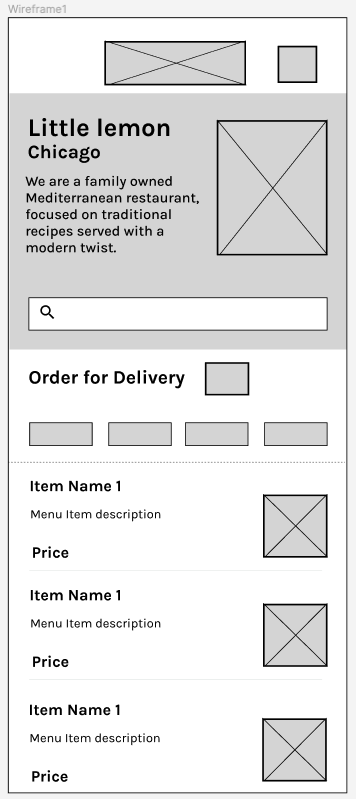 Wireframe1
Little lemon
Chicago
We are a family owned
Mediterranean restaurant,
focused on traditional
recipes served with a
modern twist.
Order for Delivery
Item Name 1
Menu Item description
Price
Item Name 1
Menu Item description
Price
Item Name 1
Menu Item description
Price